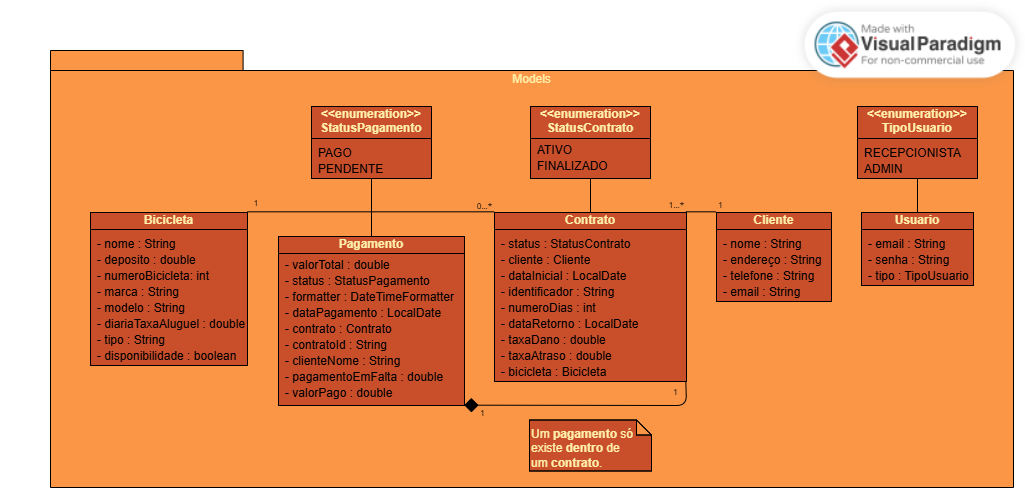 Made with
VisualParadigm
For non-commercial use
Models
<<enumeration>>
StatusPagamento
PAGO
PENDENTE
<<enumeration>>
StatusContrato
ATIVO
FINALIZADO
<<enumeration>>
TipoUsuario
RECEPCIONISTA
ADMIN
1
0...*
1...*
1
Bicicleta
- nome : String
- deposito : double
- numeroBicicleta: int
- marca : String
- modelo : String
- diariaTaxaAluguel : double
- tipo : String
- disponibilidade : boolean
Pagamento
- valorTotal : double
- status : StatusPagamento
- formatter : DateTimeFormatter
- dataPagamento : LocalDate
- contrato : Contrato
- contratoId : String
- clienteNome : String
- pagamentoEmFalta : double
- valorPago : double
Contrato
- status : StatusContrato
- cliente : Cliente
- dataInicial : LocalDate
- identificador : String
- numeroDias : int
- dataRetorno : LocalDate
- taxaDano : double
- taxaAtraso : double
- bicicleta : Bicicleta
Cliente
- nome : String
- endereço : String
- telefone : String
- email : String
Usuario
- email : String
- senha : String
- tipo : TipoUsuario
1
1
Um pagamento só
existe dentro de
um contrato.